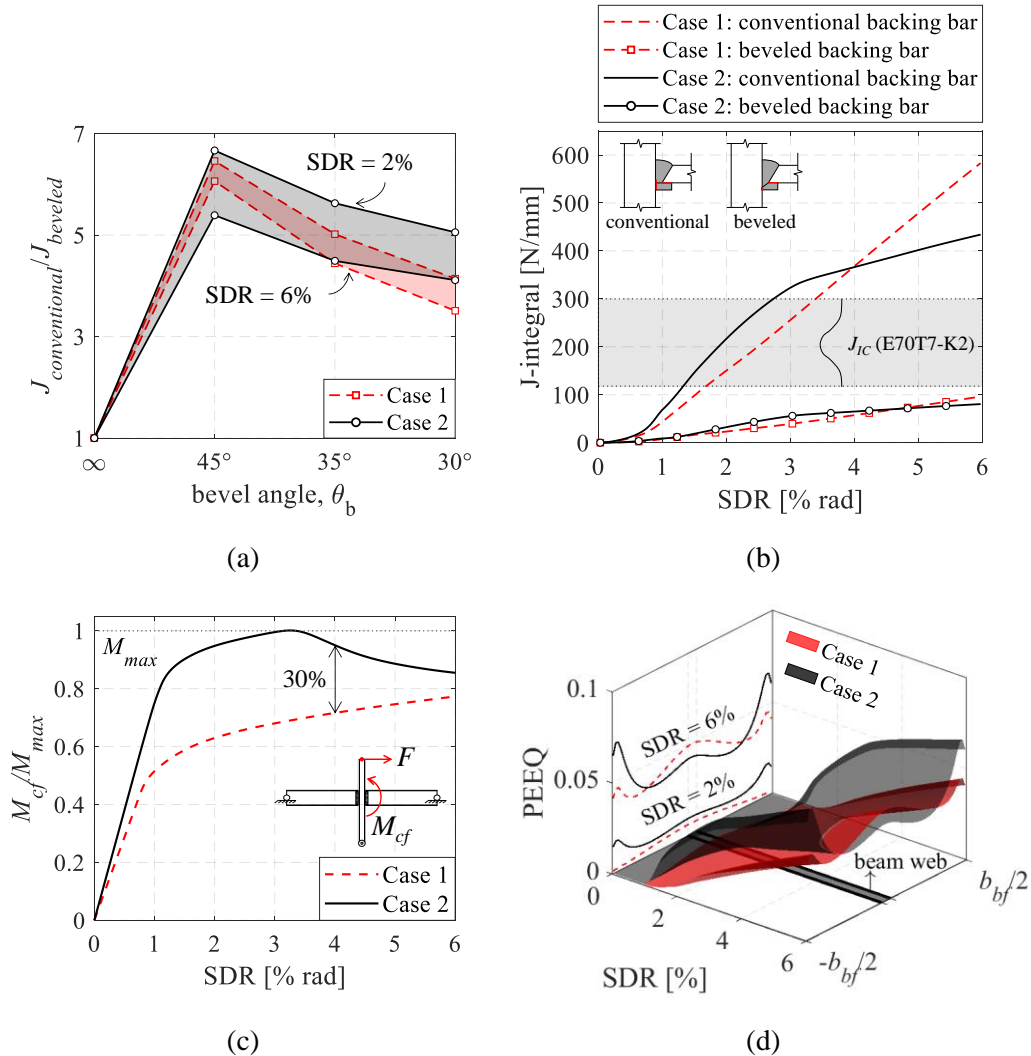 7
5
3
1
J_conventional/J_beveled
SDR = 2%
SDR = 6%
Case 1
Case 2
∞ 45° 35° 30°
bevel angle, θ_b
(a)
Case 1: conventional backing bar
Case 1: beveled backing bar
Case 2: conventional backing bar
Case 2: beveled backing bar
600
500
400
300
200
100
0
J-integral [N/mm]
conventional beveled
J_IC (E70T7-K2)
0 1 2 3 4 5 6
SDR [% rad]
(b)
1
0.8
0.6
0.4
0.2
0
M_cf/M_max
M_max
30%
F
M_cf
Case 1
Case 2
0 1 2 3 4 5 6
SDR [% rad]
(c)
Case 1
Case 2
0.1
0.05
0
PEEQ
SDR = 6%
SDR = 2%
beam web
0 2 4 6
SDR [%]
-b_bf/2
b_bf/2
(d)